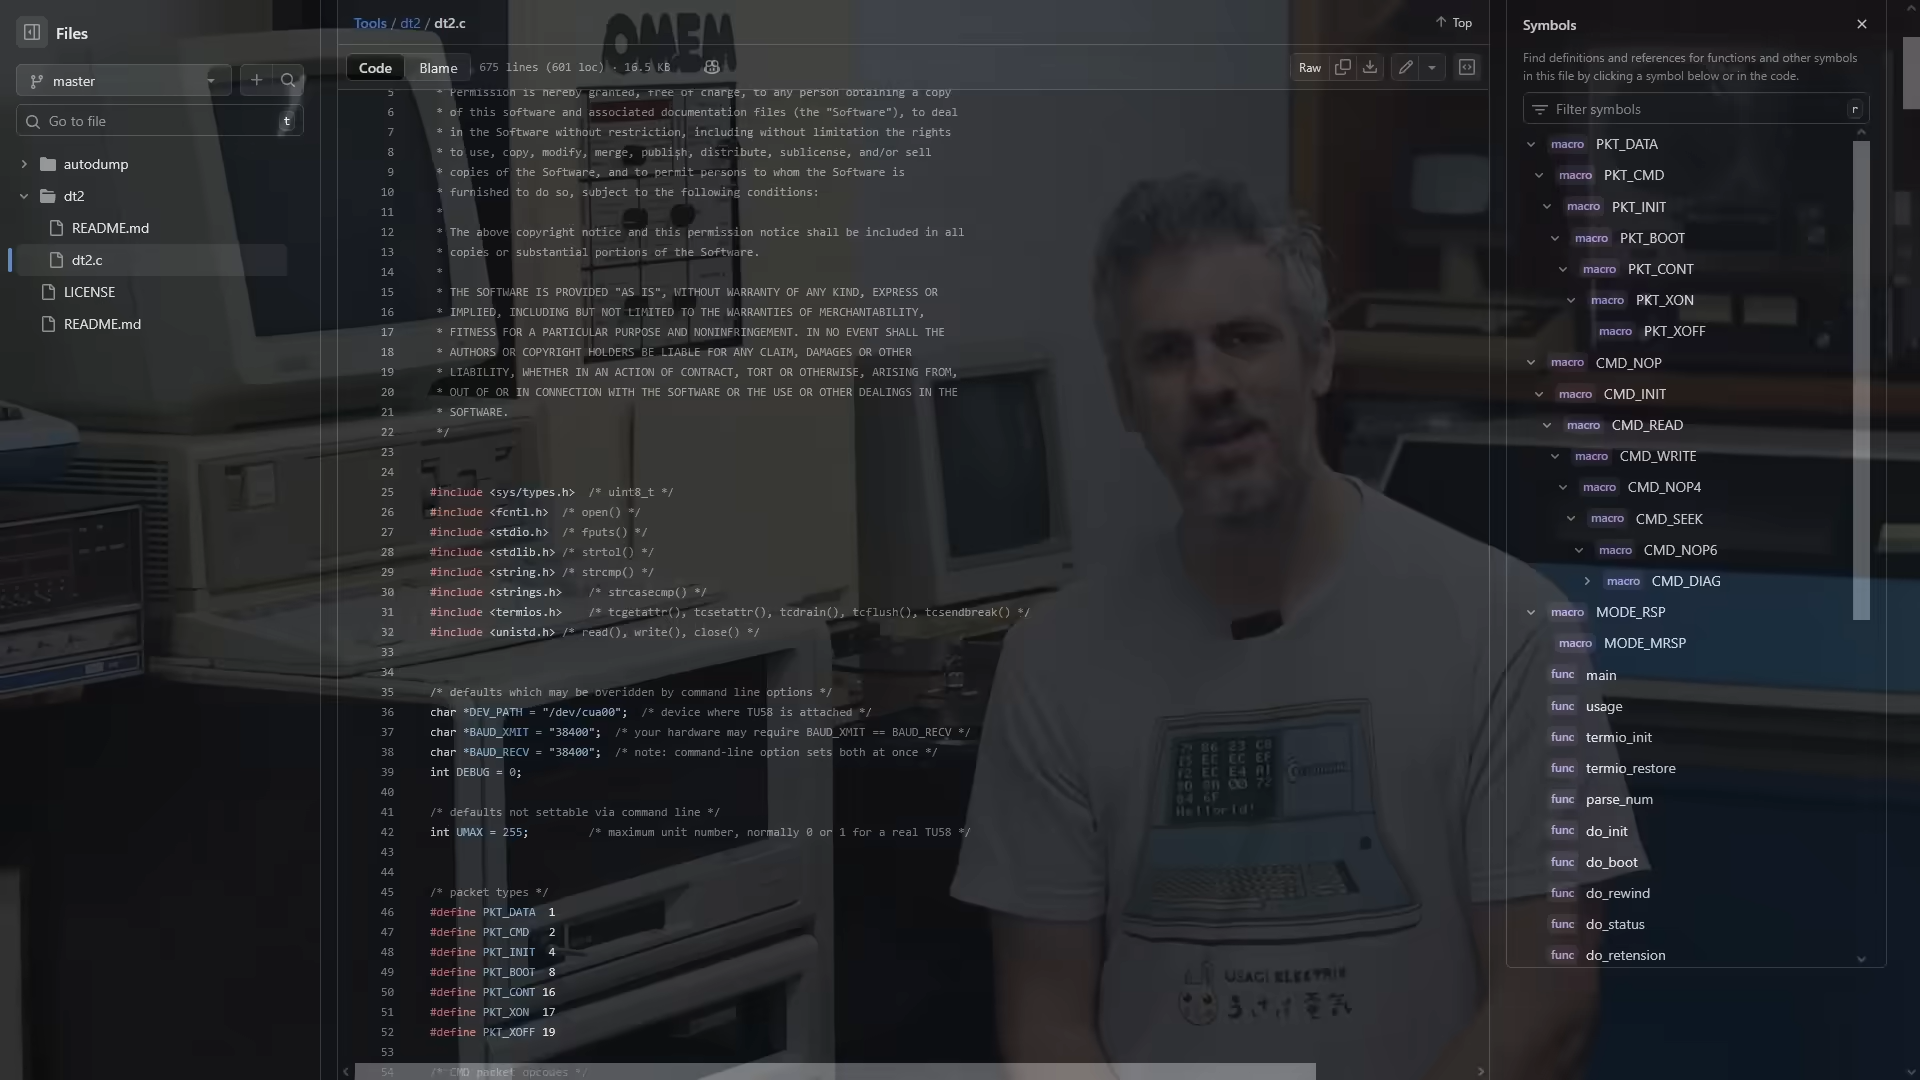 Files
master
Go to file
t
autodump
dt2
README.md
dt2.c
LICENSE
README.md
Tools / dt2 / dt2.c
Top
Code Blame 675 lines (601 loc) · 16.5 KB
Raw
5 * Permission is hereby granted, free of charge, to any person obtaining a copy
6 * of this software and associated documentation files (the "Software"), to deal
7 * in the Software without restriction, including without limitation the rights
8 * to use, copy, modify, merge, publish, distribute, sublicense, and/or sell
9 * copies of the Software, and to permit persons to whom the Software is
10 * furnished to do so, subject to the following conditions:
11 *
12 * The above copyright notice and this permission notice shall be included in all
13 * copies or substantial portions of the Software.
14 *
15 * THE SOFTWARE IS PROVIDED "AS IS", WITHOUT WARRANTY OF ANY KIND, EXPRESS OR
16 * IMPLIED, INCLUDING BUT NOT LIMITED TO THE WARRANTIES OF MERCHANTABILITY,
17 * FITNESS FOR A PARTICULAR PURPOSE AND NONINFRINGEMENT. IN NO EVENT SHALL THE
18 * AUTHORS OR COPYRIGHT HOLDERS BE LIABLE FOR ANY CLAIM, DAMAGES OR OTHER
19 * LIABILITY, WHETHER IN AN ACTION OF CONTRACT, TORT OR OTHERWISE, ARISING FROM,
20 * OUT OF OR IN CONNECTION WITH THE SOFTWARE OR THE USE OR OTHER DEALINGS IN THE
21 * SOFTWARE.
22 */
23
24
25 #include <sys/types.h> /* uint8_t */
26 #include <fcntl.h> /* open() */
27 #include <stdio.h> /* fputs() */
28 #include <stdlib.h> /* strtol() */
29 #include <string.h> /* strcmp() */
30 #include <strings.h> /* strcasecmp() */
31 #include <termios.h> /* tcgetattr(), tcsetattr(), tcdrain(), tcflush(), tcsendbreak() */
32 #include <unistd.h> /* read(), write(), close() */
33
34
35 /* defaults which may be overidden by command line options */
36 char *DEV_PATH = "/dev/cua00"; /* device where TU58 is attached */
37 char *BAUD_XMIT = "38400"; /* your hardware may require BAUD_XMIT == BAUD_RECV */
38 char *BAUD_RECV = "38400"; /* note: command-line option sets both at once */
39 int DEBUG = 0;
40
41 /* defaults not settable via command line */
42 int UMAX = 255; /* maximum unit number, normally 0 or 1 for a real TU58 */
43
44
45 /* packet types */
46 #define PKT_DATA 1
47 #define PKT_CMD 2
48 #define PKT_INIT 4
49 #define PKT_BOOT 8
50 #define PKT_CONT 16
51 #define PKT_XON 17
52 #define PKT_XOFF 19
53
54 /* CMD packet opcodes */
Symbols
Find definitions and references for functions and other symbols
in this file by clicking a symbol below or in the code.
Filter symbols
r
macro PKT_DATA
macro PKT_CMD
macro PKT_INIT
macro PKT_BOOT
macro PKT_CONT
macro PKT_XON
macro PKT_XOFF
macro CMD_NOP
macro CMD_INIT
macro CMD_READ
macro CMD_WRITE
macro CMD_NOP4
macro CMD_SEEK
macro CMD_NOP6
macro CMD_DIAG
macro MODE_RSP
macro MODE_MRSP
func main
func usage
func termio_init
func termio_restore
func parse_num
func do_init
func do_boot
func do_rewind
func do_status
func do_retension
Hellorld!
USAGI ELECTRIC
うさぎ電気